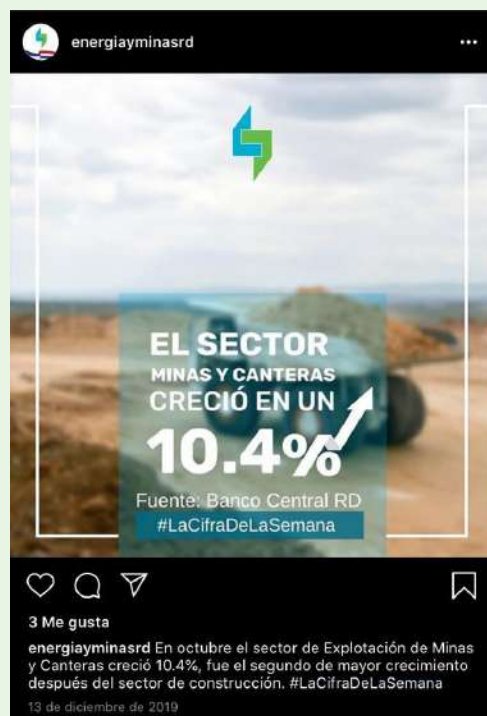 energiayminasrd
EL SECTOR
MINAS Y CANTERAS
CRECIÓ EN UN
10.4%
Fuente: Banco Central RD
#LaCifraDeLaSemana
3 Me gusta
energiayminasrd En octubre el sector de Explotación de Minas
y Canteras creció 10.4%, fue el segundo de mayor crecimiento
después del sector de construcción. #LaCifraDeLaSemana
13 de diciembre de 2019